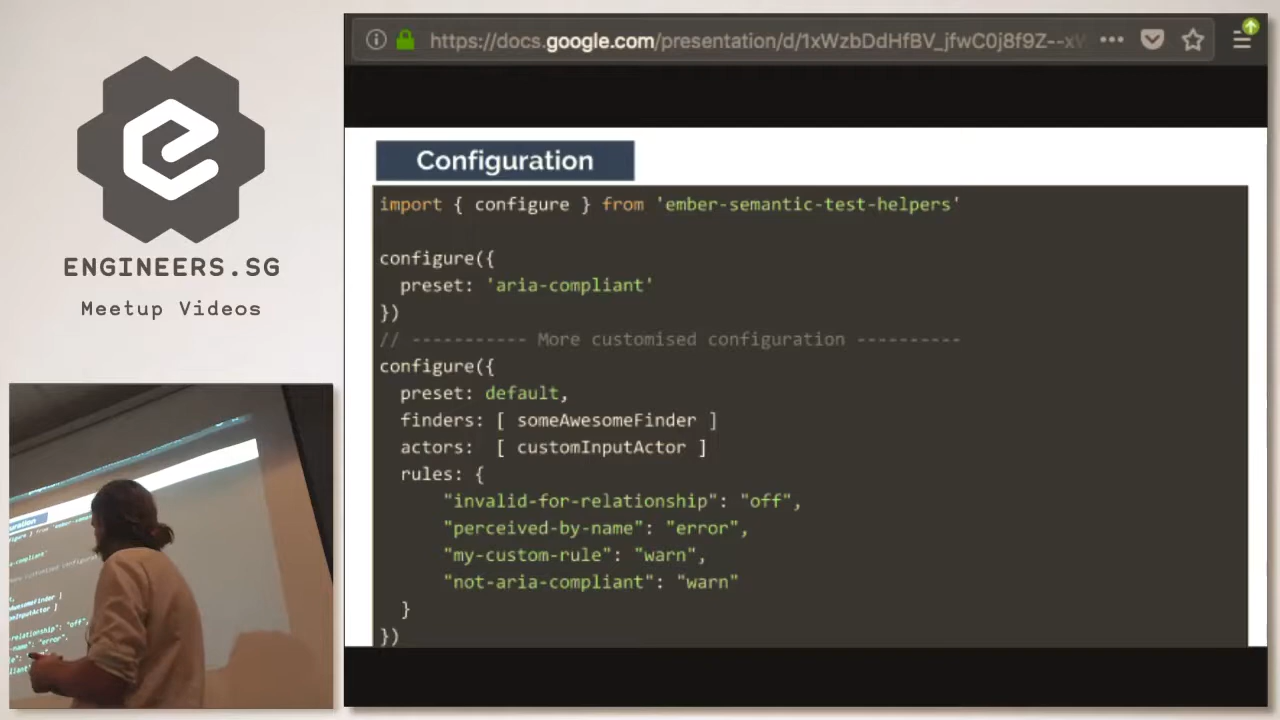 ENGINEERS.SG
Meetup Videos
https://docs.google.com/presentation/d/1xWzbDdHfBV_jfwC0j8f9Z--xV
Configuration
import { configure } from 'ember-semantic-test-helpers'
configure({
preset: 'aria-compliant'
})
// ----------- More customised configuration ----------
configure({
preset: default,
finders: [ someAwesomeFinder ]
actors: [ customInputActor ]
rules: {
"invalid-for-relationship": "off",
"perceived-by-name": "error",
"my-custom-rule": "warn",
"not-aria-compliant": "warn"
}
})